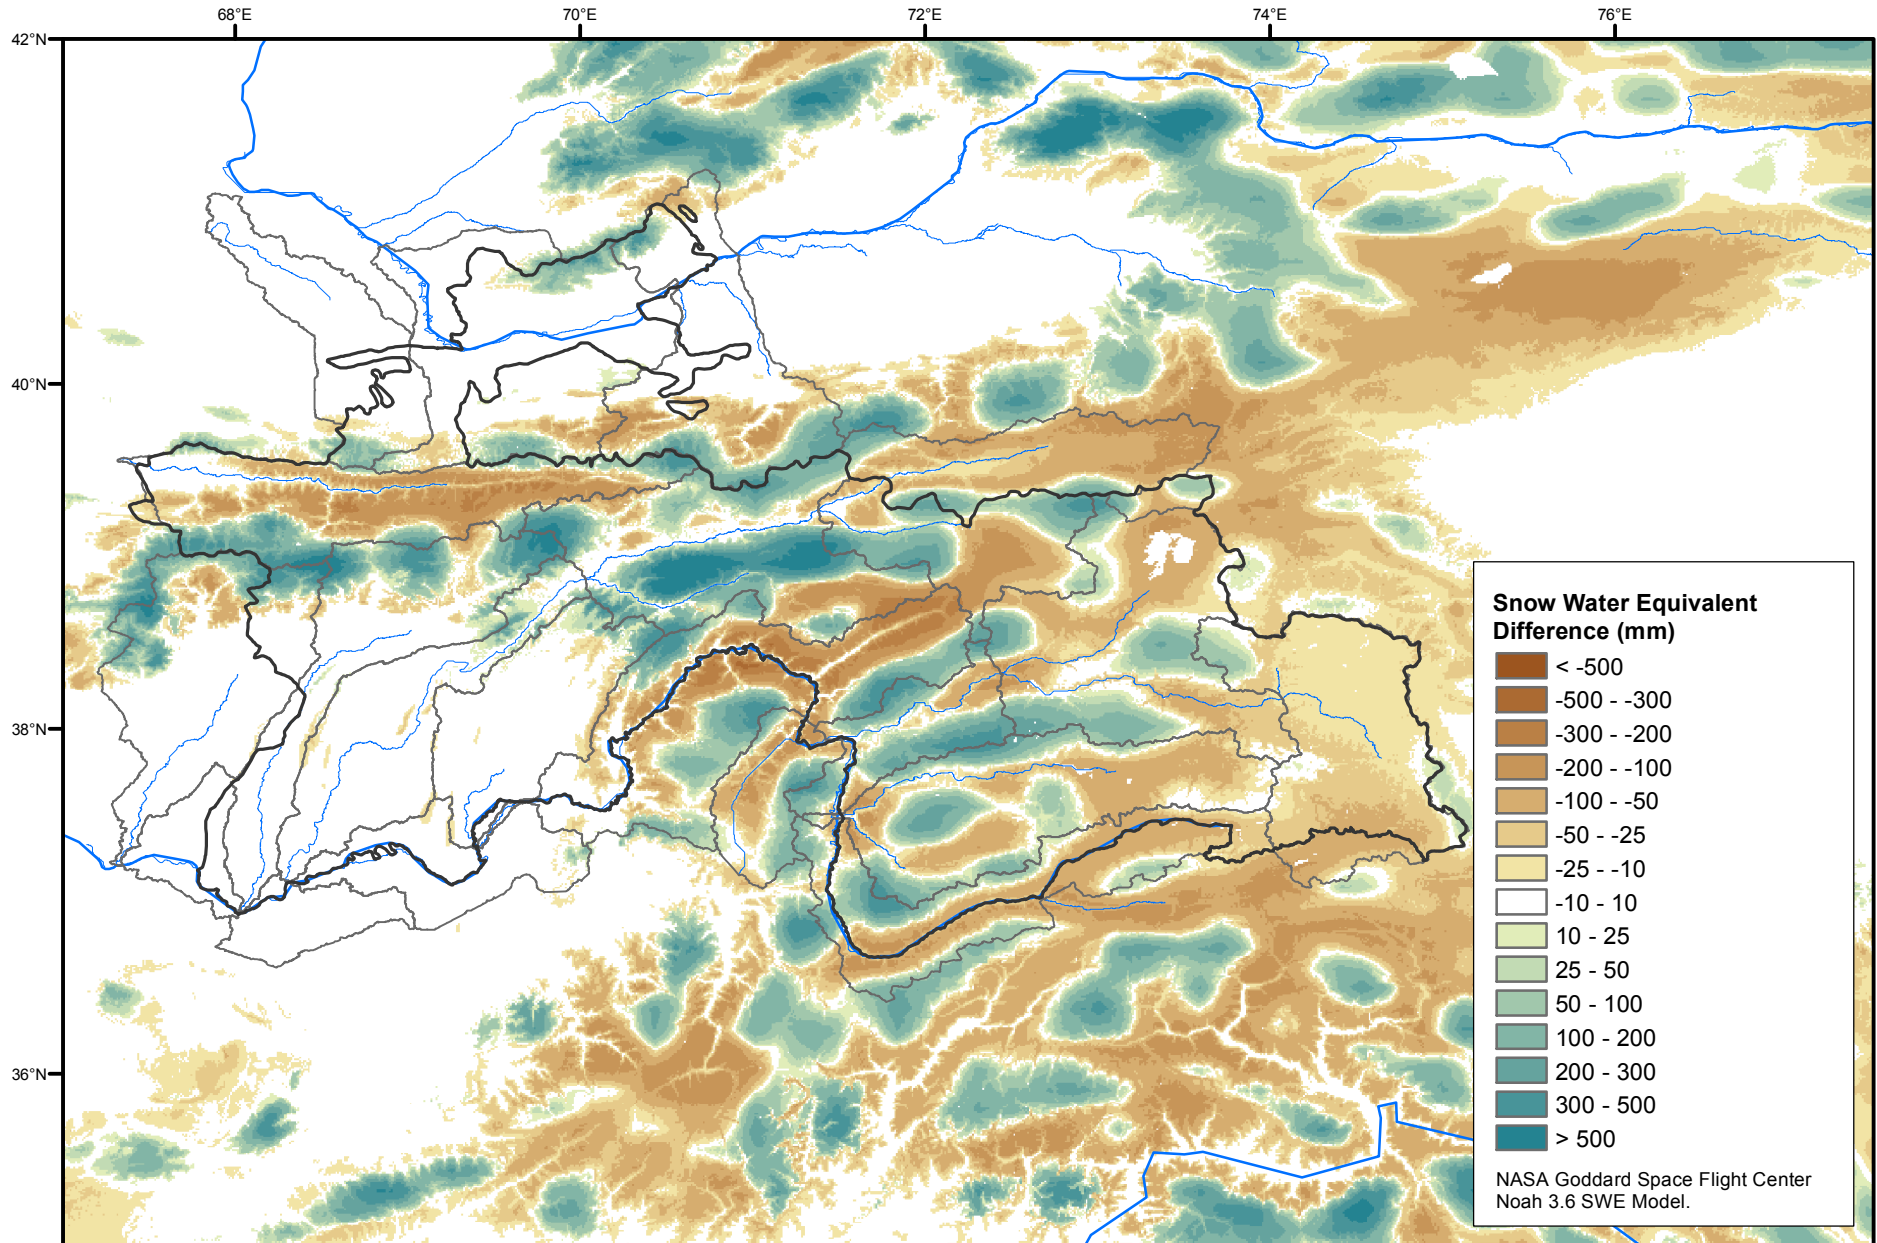 68°E
70°E
72°E
74°E
76°E
42°N
40°N
38°N
36°N
Snow Water Equivalent
Difference (mm)
< -500
-500 - -300
-300 - -200
-200 - -100
-100 - -50
-50 - -25
-25 - -10
-10 - 10
10 - 25
25 - 50
50 - 100
100 - 200
200 - 300
300 - 500
> 500
NASA Goddard Space Flight Center
Noah 3.6 SWE Model.